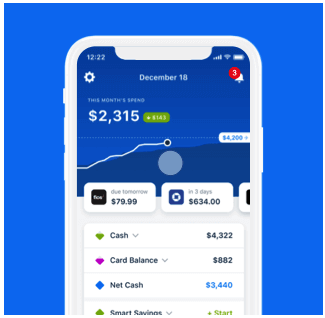 12:22
3
December 18
THIS MONTH'S SPEND
$2,315
$143
$4,200
due tomorrow
$79.99
in 3 days
$634.00
Cash
$4,322
Card Balance
$882
Net Cash
$3,440
Smart Savings
+ Start